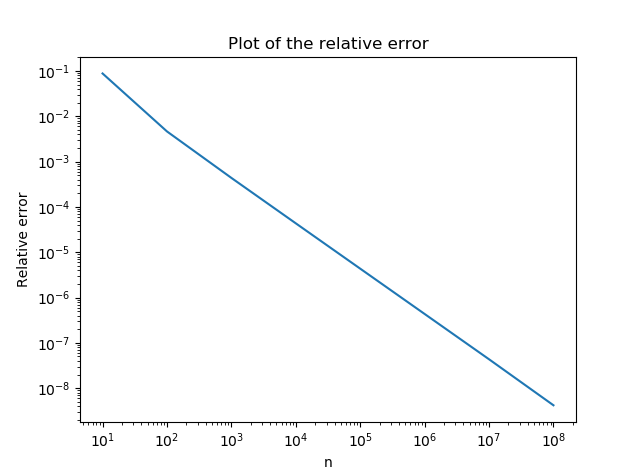 Plot of the relative error
10⁻¹
10⁻²
10⁻³
10⁻⁴
10⁻⁵
10⁻⁶
10⁻⁷
10⁻⁸
Relative error
10¹ 10² 10³ 10⁴ 10⁵ 10⁶ 10⁷ 10⁸
n